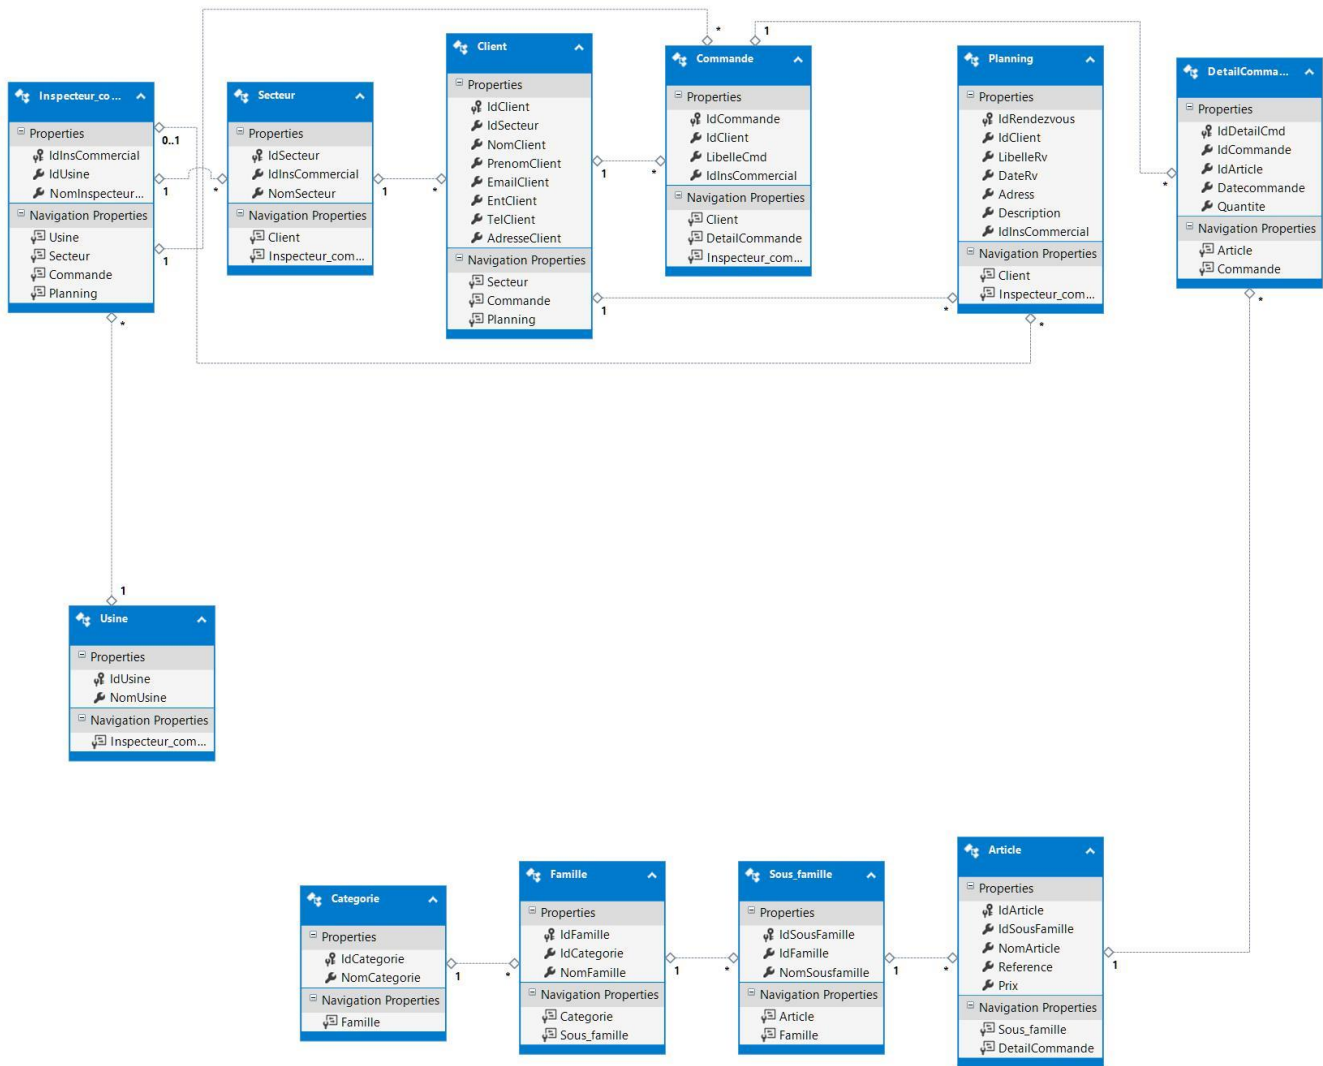 Inspecteur_co ...
Properties
IdInsCommercial
IdUsine
NomInspecteur...
Navigation Properties
Usine
Secteur
Commande
Planning
0..1
1
1
*
Secteur
Properties
IdSecteur
IdInsCommercial
NomSecteur
Navigation Properties
Client
Inspecteur_com...
*
1
Client
Properties
IdClient
IdSecteur
NomClient
PrenomClient
EmailClient
EntClient
TelClient
AdresseClient
Navigation Properties
Secteur
Commande
Planning
*
1
1
Commande
Properties
IdCommande
IdClient
LibelleCmd
IdInsCommercial
Navigation Properties
Client
DetailCommande
Inspecteur_com...
*
1
*
Planning
Properties
IdRendezvous
IdClient
LibelleRv
DateRv
Adress
Description
IdInsCommercial
Navigation Properties
Client
Inspecteur_com...
*
*
DetailComma...
Properties
IdDetailCmd
IdCommande
IdArticle
Datecommande
Quantite
Navigation Properties
Article
Commande
*
*
1
Usine
Properties
IdUsine
NomUsine
Navigation Properties
Inspecteur_com...
Categorie
Properties
IdCategorie
NomCategorie
Navigation Properties
Famille
1
*
Famille
Properties
IdFamille
IdCategorie
NomFamille
Navigation Properties
Categorie
Sous_famille
1
*
Sous_famille
Properties
IdSousFamille
IdFamille
NomSousfamille
Navigation Properties
Article
Famille
1
*
Article
Properties
IdArticle
IdSousFamille
NomArticle
Reference
Prix
Navigation Properties
Sous_famille
DetailCommande
1